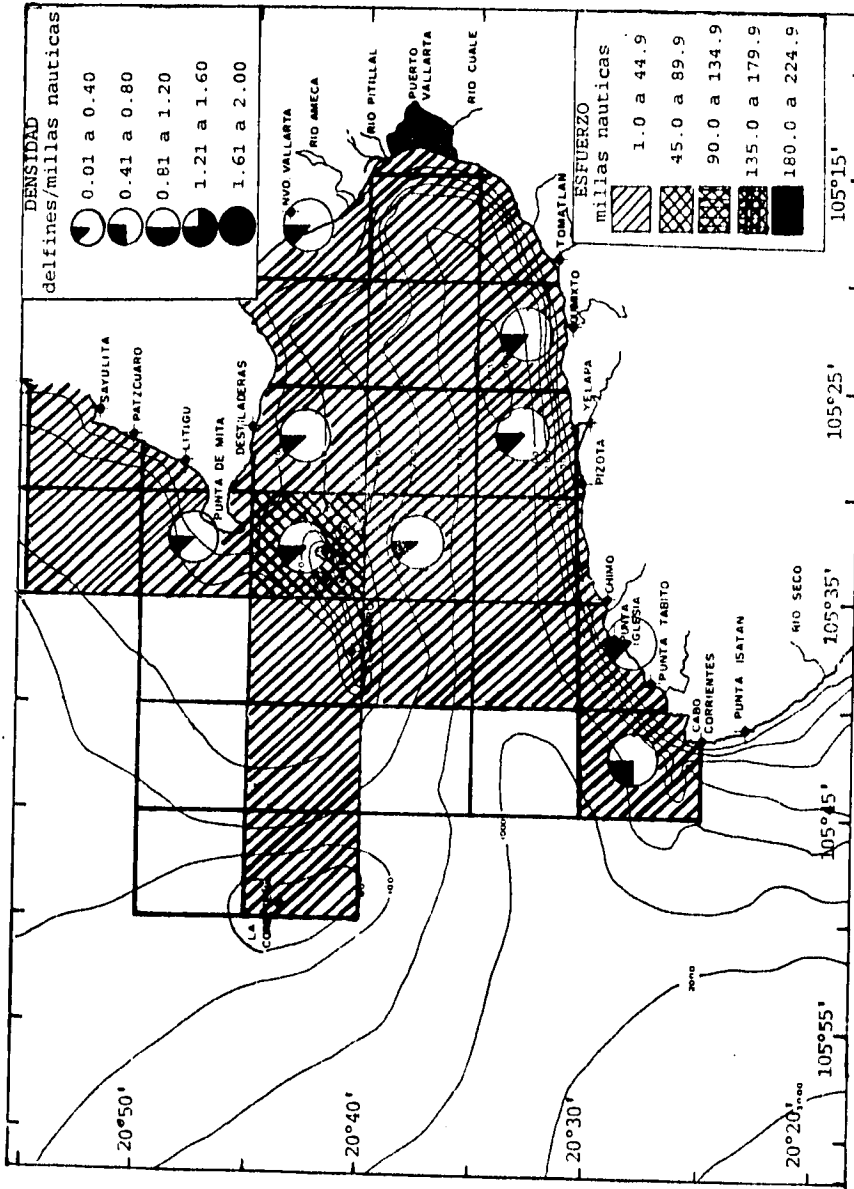 DENSIDAD
delfines/millas nauticas
0.01 a 0.40
0.41 a 0.80
0.81 a 1.20
1.21 a 1.60
1.61 a 2.00
ESFUERZO
millas nauticas
1.0 a 44.9
45.0 a 89.9
90.0 a 134.9
135.0 a 179.9
180.0 a 224.9
SAYULITA
PATZCUARO
LITIGU
PUNTA DE MITA
DESTILADERAS
NVO VALLARTA
RIO AMECA
RIO PITILLAL
PUERTO
VALLARTA
RIO CUALE
TOMATLAN
YELAPA
PIZOTA
CHIMO
PUNTA
IGLESIA
PUNTA TABITO
CABO
CORRIENTES
PUNTA ISATAN
RIO SECO
LA
1000
2000
20°50'
20°40'
20°30'
20°20'
105°55'
105°45'
105°35'
105°25'
105°15'